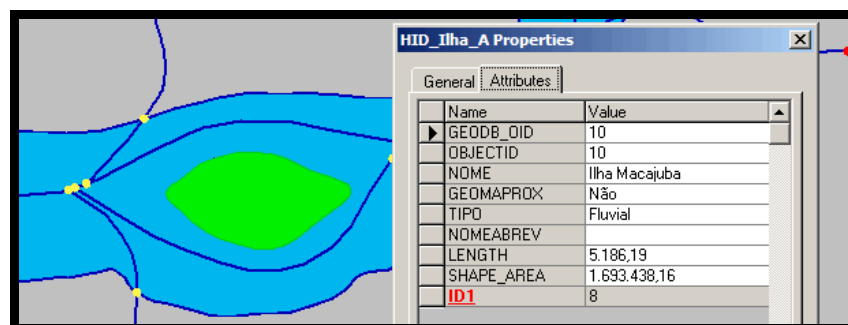 HID_Ilha_A Properties
General Attributes
Name Value
GEODB_OID 10
OBJECTID 10
NOME Ilha Macajuba
GEOMAPROX Não
TIPO Fluvial
NOMEABREV
LENGTH 5.186,19
SHAPE_AREA 1.693.438,16
ID1 8